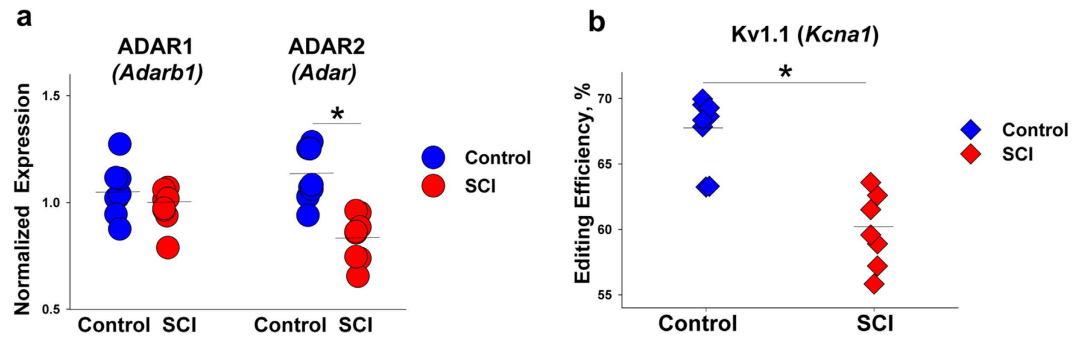 a
ADAR1
(Adarb1)
ADAR2
(Adar)
*
Normalized Expression
1.5
1.0
0.5
Control SCI
Control SCI
Control
SCI
b
Kv1.1 (Kcna1)
*
Editing Efficiency, %
70
65
60
55
Control
SCI
Control
SCI